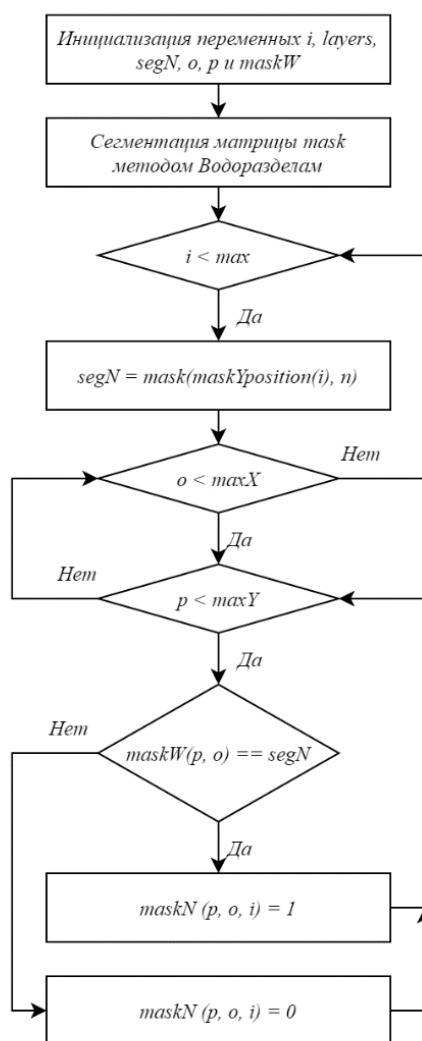 Инициализация переменных i, layers,
segN, o, p и maskW
Сегментация матрицы mask
методом Водоразделам
i < max
Да
segN = mask(maskYposition(i), n)
Нет
o < maxX
Да
Нет
p < maxY
Да
Нет
maskW(p, o) == segN
Да
maskN (p, o, i) = 1
maskN (p, o, i) = 0